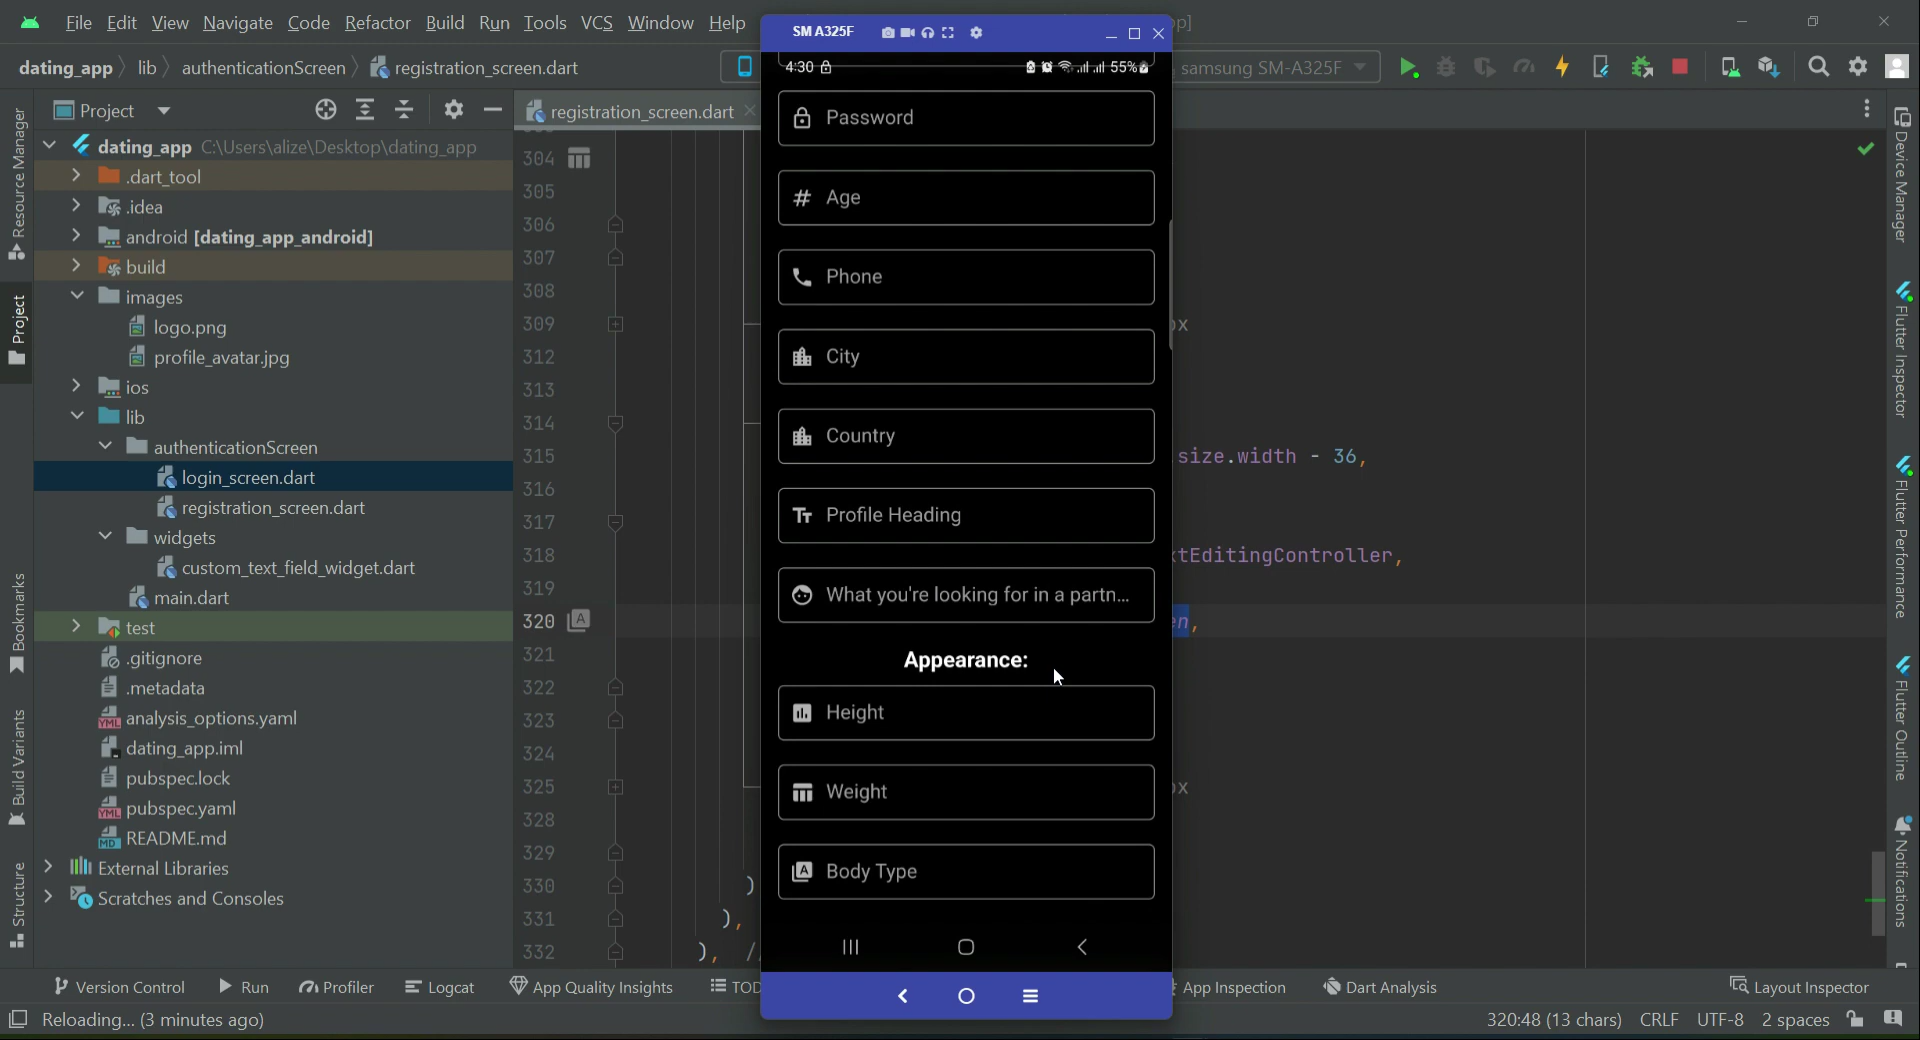 File Edit View Navigate Code Refactor Build Run Tools VCS Window Help
SM A325F
dating_app lib authenticationScreen registration_screen.dart
samsung SM-A325F
4:30
55%
Resource Manager
Project
Bookmarks
Build Variants
Structure
Project
dating_app C:\Users\alize\Desktop\dating_app
.dart_tool
.idea
android [dating_app_android]
build
images
logo.png
profile_avatar.jpg
ios
lib
authenticationScreen
login_screen.dart
registration_screen.dart
widgets
custom_text_field_widget.dart
main.dart
test
.gitignore
.metadata
analysis_options.yaml
dating_app.iml
pubspec.lock
pubspec.yaml
README.md
External Libraries
Scratches and Consoles
registration_screen.dart
304
305
306
307
308
309
312
313
314
315
316
317
318
319
320
321
322
323
324
325
328
329
330 )
331 ),
332 ), //
Password
Age
Phone
City
Country
Profile Heading
What you're looking for in a partn...
Appearance:
Height
Weight
Body Type
size.width - 36,
tEditingController,
Device Manager
Flutter Inspector
Flutter Performance
Flutter Outline
Notifications
Version Control Run Profiler Logcat App Quality Insights TOD App Inspection Dart Analysis Layout Inspector
Reloading... (3 minutes ago)
320:48 (13 chars) CRLF UTF-8 2 spaces